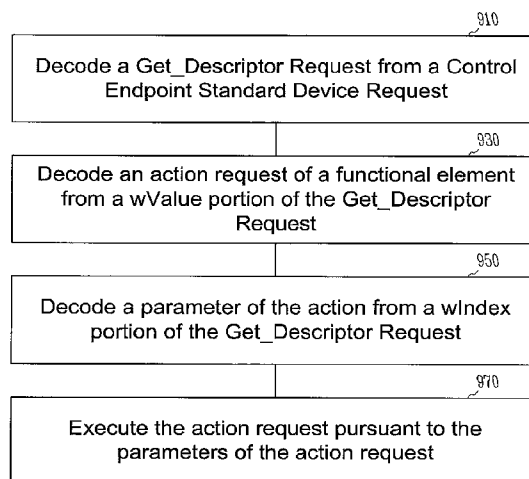 910
Decode a Get_Descriptor Request from a Control
Endpoint Standard Device Request
930
Decode an action request of a functional element
from a wValue portion of the Get_Descriptor
Request
950
Decode a parameter of the action from a wIndex
portion of the Get_Descriptor Request
970
Execute the action request pursuant to the
parameters of the action request